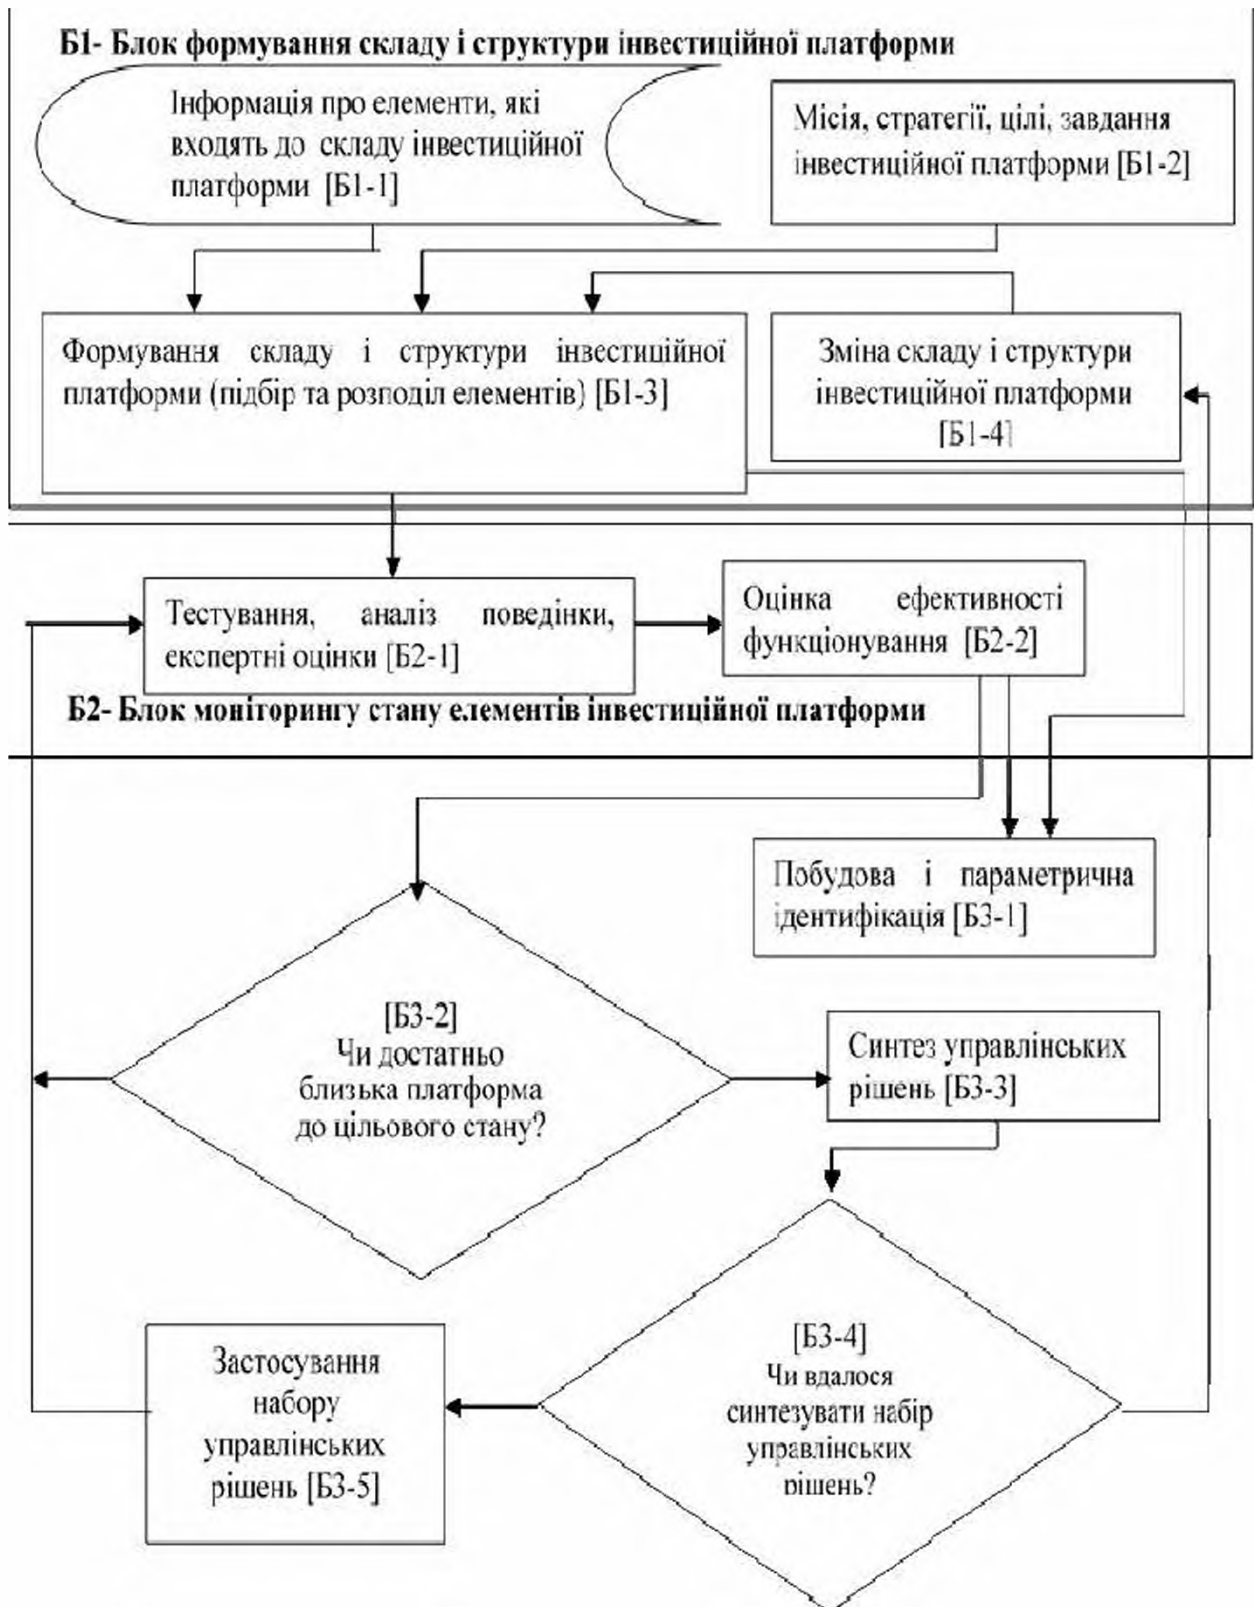 Б1- Блок формування складу і структури інвестиційної платформи
Інформація про елементи, які
входять до складу інвестиційної
платформи [Б1-1]
Місія, стратегії, цілі, завдання
інвестиційної платформи [Б1-2]
Формування складу і структури інвестиційної
платформи (підбір та розподіл елементів) [Б1-3]
Зміна складу і структури
інвестиційної платформи
[Б1-4]
Тестування, аналіз поведінки,
експертні оцінки [Б2-1]
Оцінка ефективності
функціонування [Б2-2]
Б2- Блок моніторингу стану елементів інвестиційної платформи
Побудова і параметрична
ідентифікація [Б3-1]
[Б3-2]
Чи достатньо
близька платформа
до цільового стану?
Синтез управлінських
рішень [Б3-3]
[Б3-4]
Чи вдалося
синтезувати набір
управлінських
рішень?
Застосування
набору
управлінських
рішень [Б3-5]